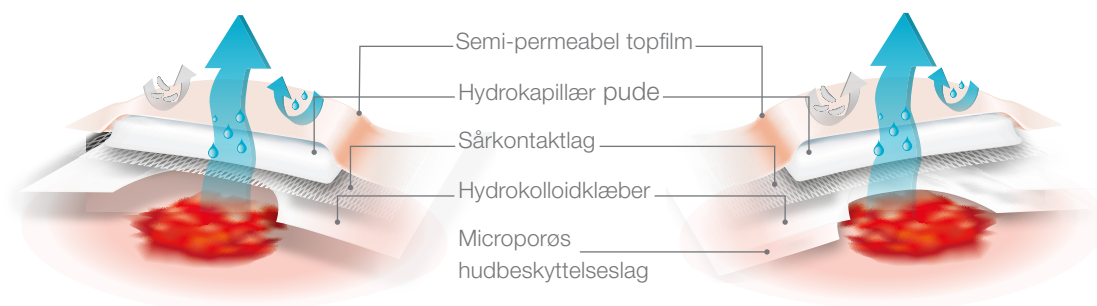 Semi-permeabel topfilm
Hydrokapillær pude
Sårkontaktlag
Hydrokolloidklæber
Microporøs
hudbeskyttelseslag